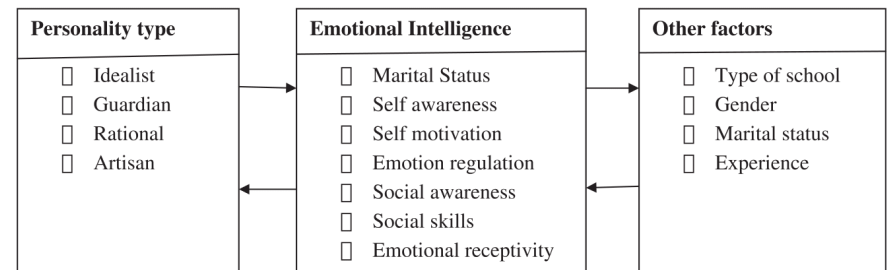 Personality type
Idealist
Guardian
Rational
Artisan
Emotional Intelligence
Marital Status
Self awareness
Self motivation
Emotion regulation
Social awareness
Social skills
Emotional receptivity
Other factors
Type of school
Gender
Marital status
Experience